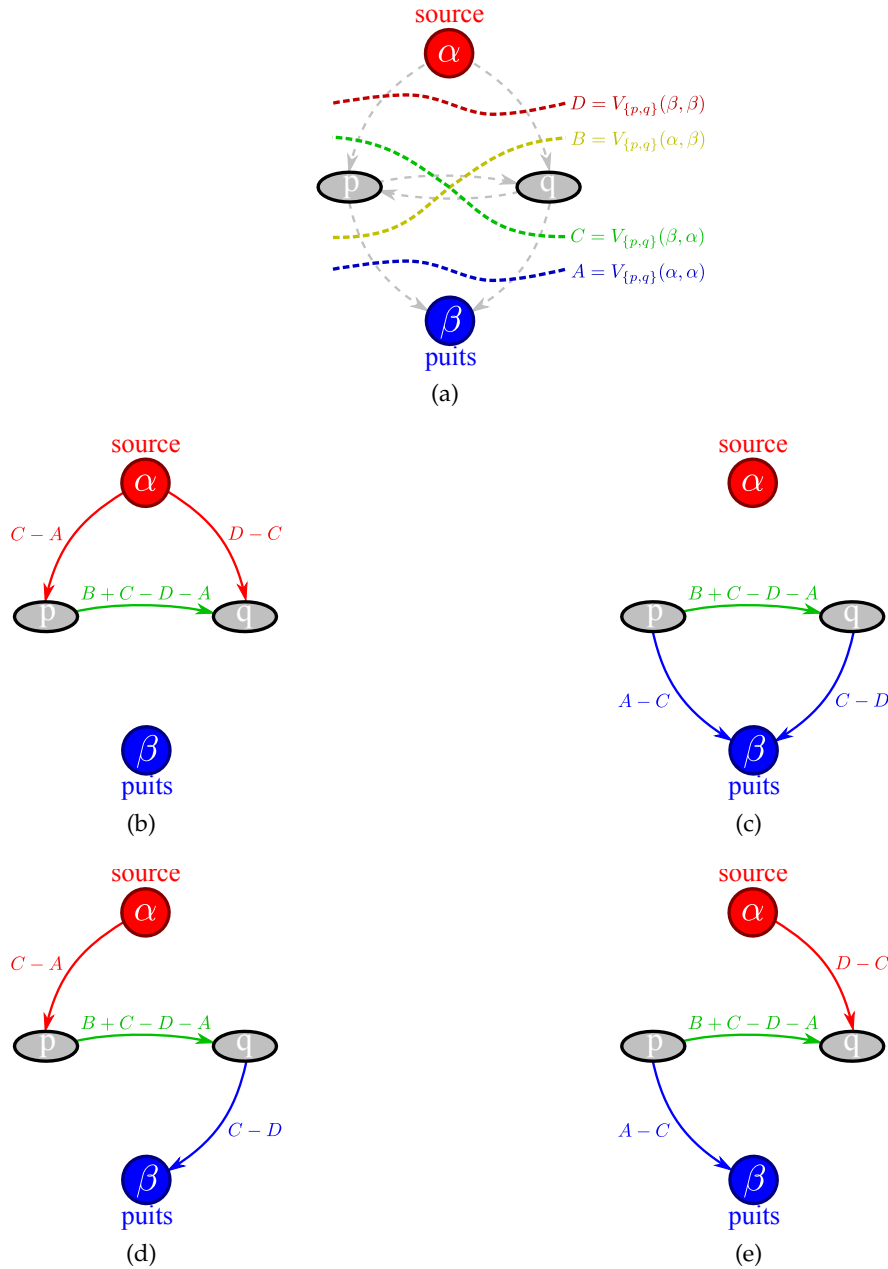 source
α
D = V_{p,q}(β, β)
B = V_{p,q}(α, β)
p q
C = V_{p,q}(β, α)
A = V_{p,q}(α, α)
β
puits
(a)
source
α
C − A D − C
B + C − D − A
p q
β
puits
(b)
source
α
B + C − D − A
p q
A − C C − D
β
puits
(c)
source
α
C − A
B + C − D − A
p q
C − D
β
puits
(d)
source
α
D − C
B + C − D − A
p q
A − C
β
puits
(e)